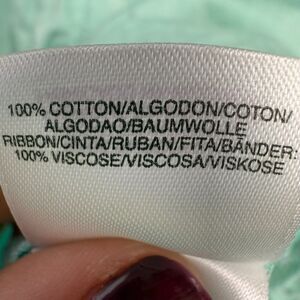 100% COTTON/ALGODON/COTON/
ALGODAO/BAUMWOLLE
RIBBON/CINTA/RUBAN/FITA/BÄNDER:
100% VISCOSE/VISCOSA/VISKOSE